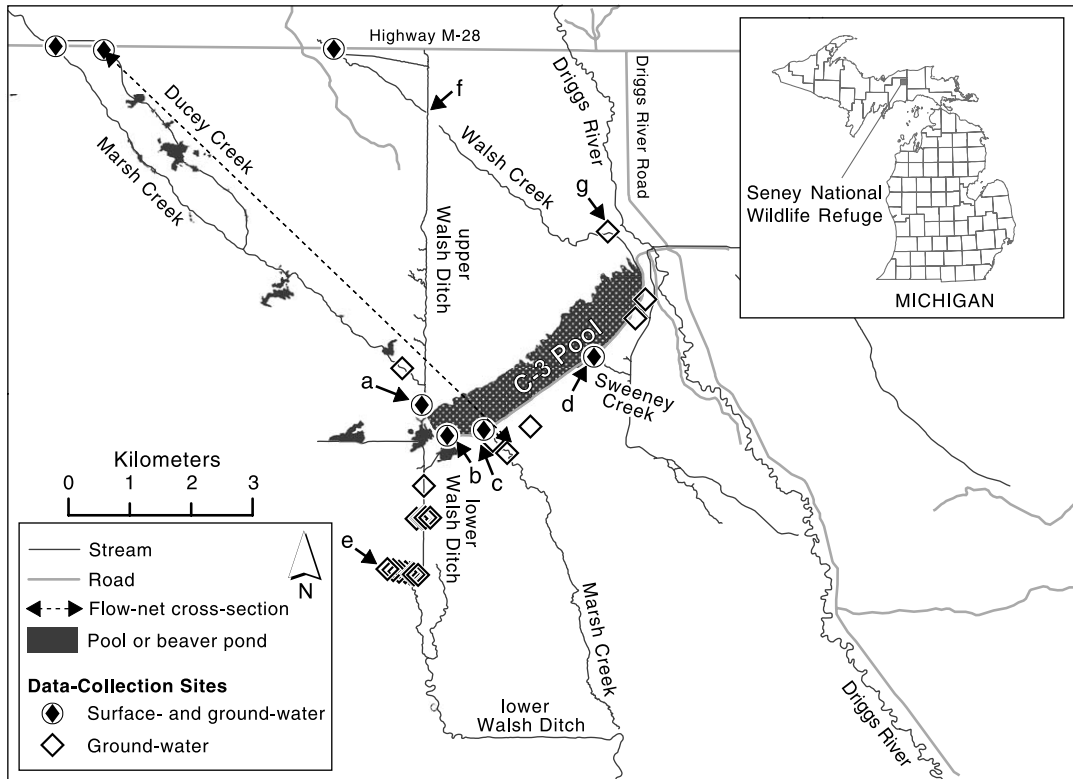 Highway M-28
Ducey Creek
Marsh Creek
f
Driggs River
Driggs River Road
Walsh Creek
g
upper
Walsh Ditch
C-3 Pool
a
d
Sweeney
Creek
b
c
lower
Walsh Ditch
e
Marsh Creek
lower
Walsh Ditch
Driggs River
Seney National
Wildlife Refuge
MICHIGAN
Kilometers
0 1 2 3
Stream
Road
Flow-net cross-section
Pool or beaver pond
N
Data-Collection Sites
Surface- and ground-water
Ground-water